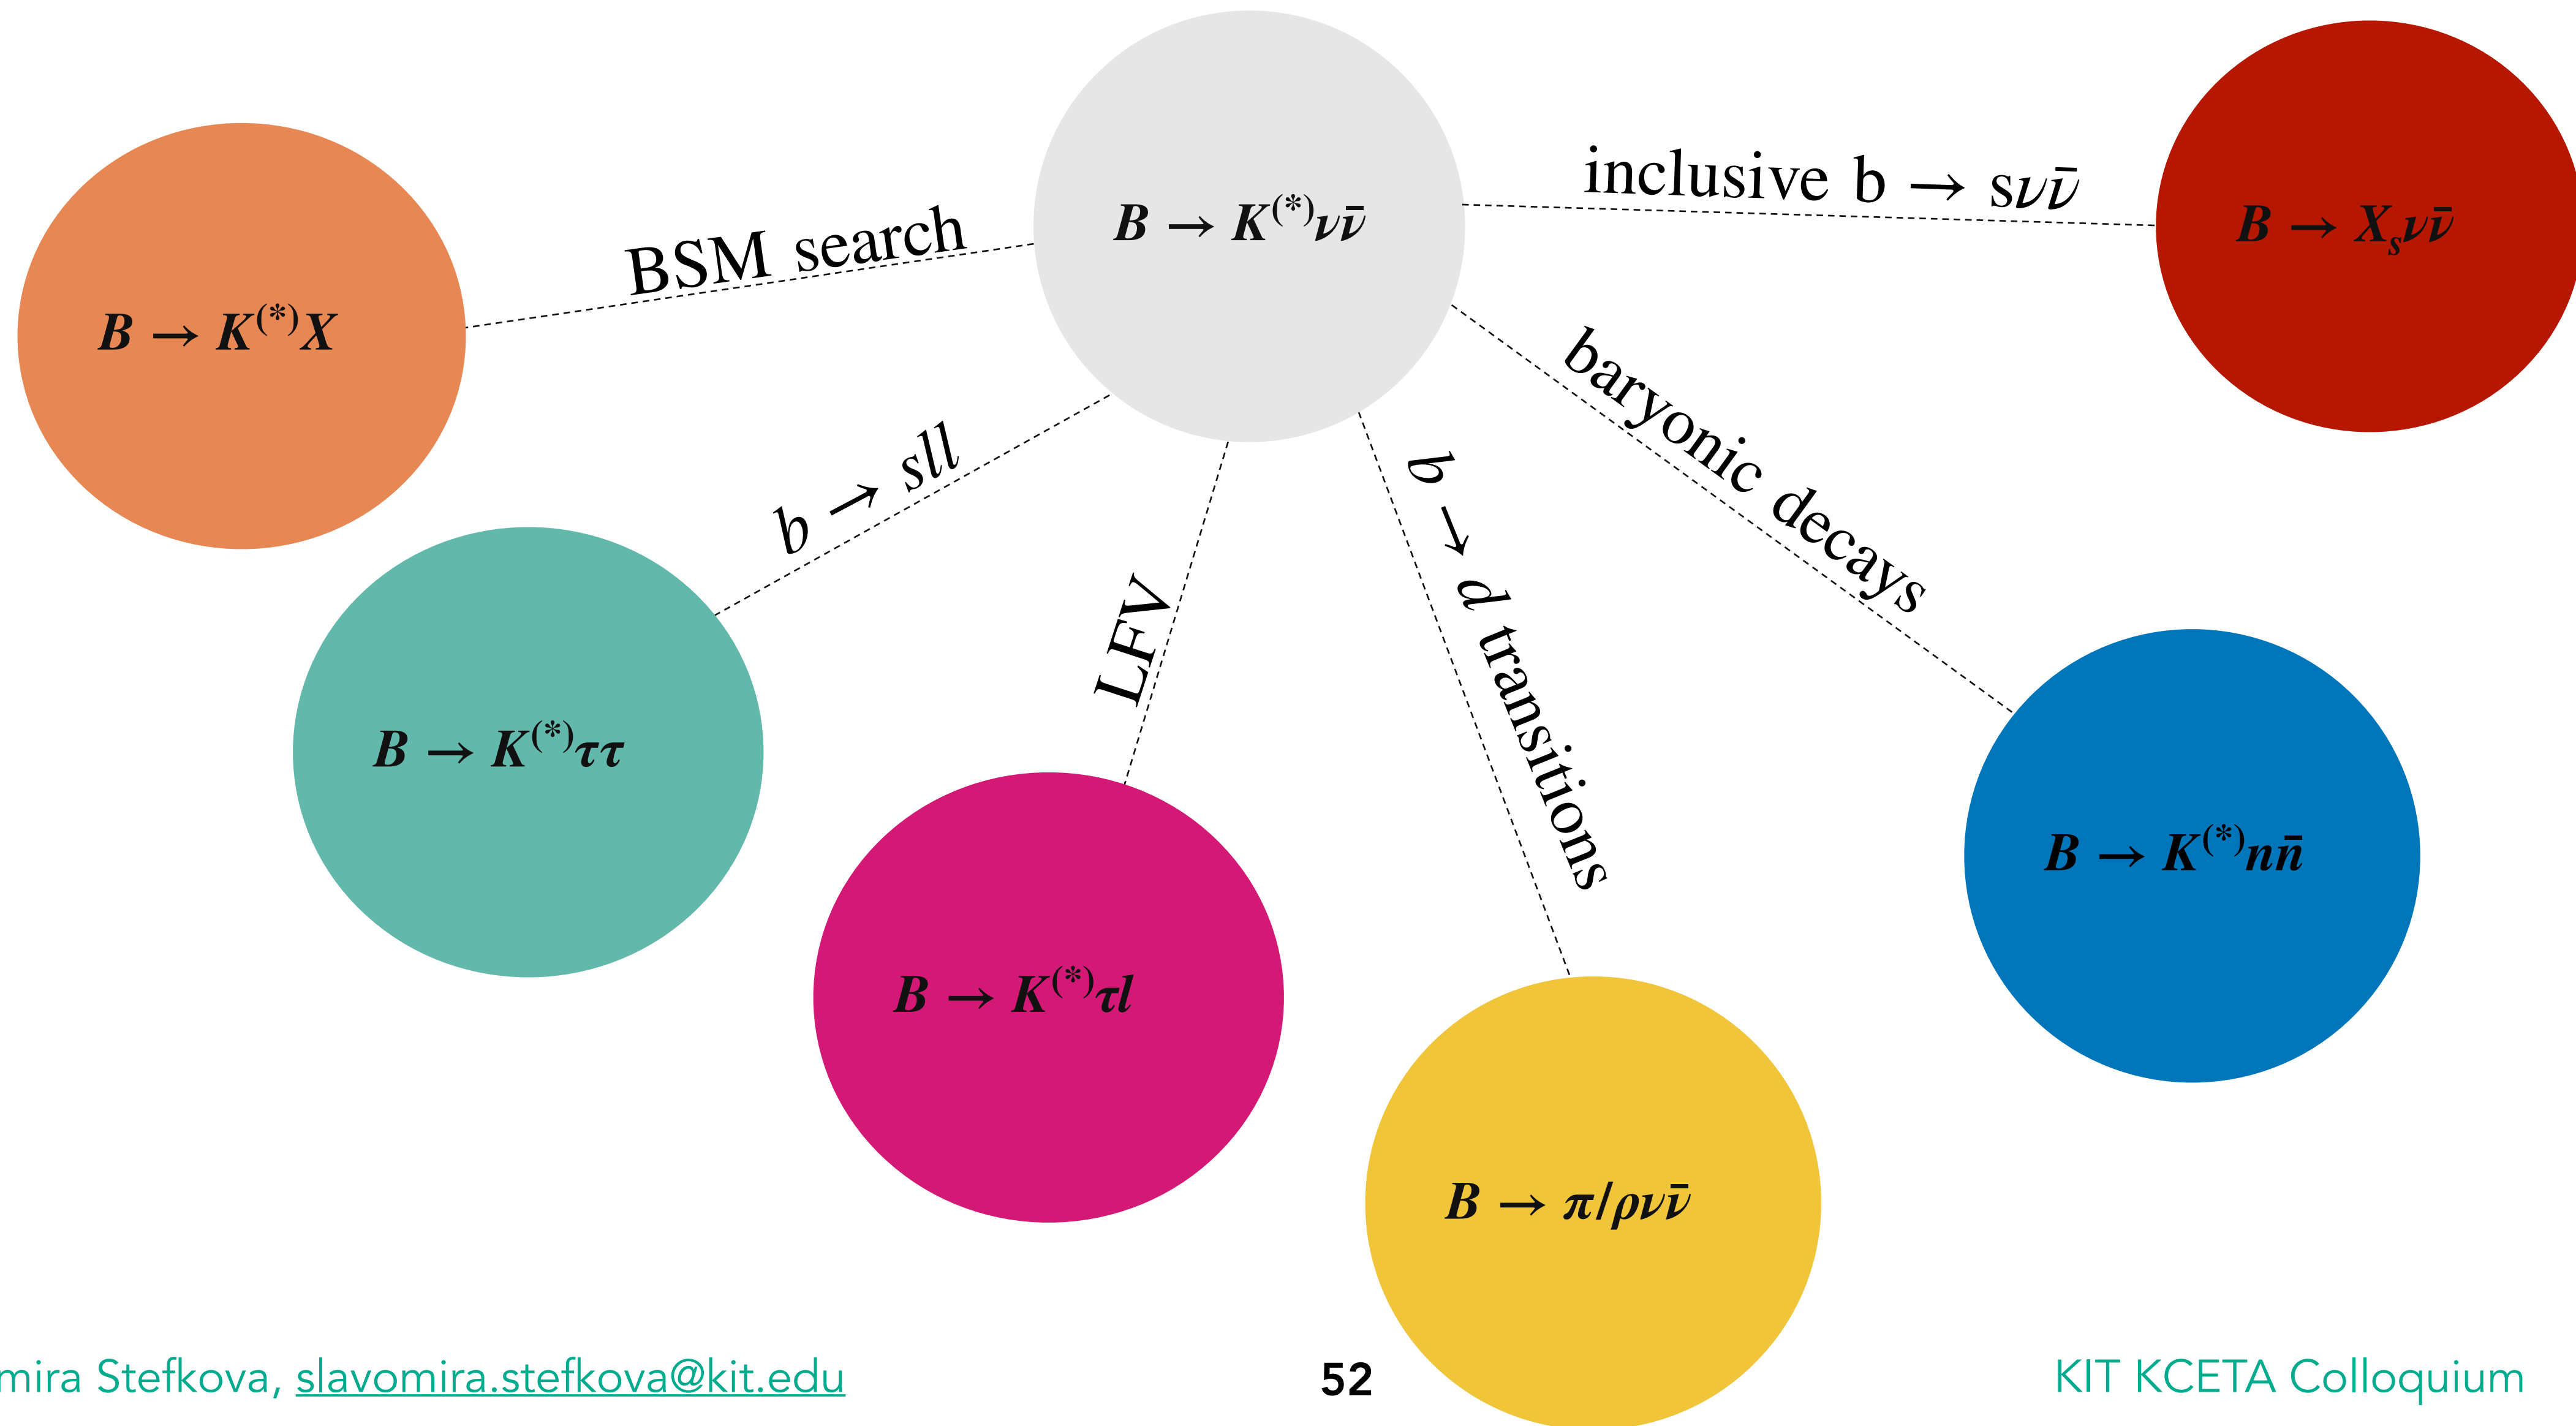 B → K⁽*⁾νν̄
inclusive b → sνν̄
B → X_sνν̄
BSM search
B → K⁽*⁾X
b → sll
B → K⁽*⁾ττ
LFV
B → K⁽*⁾τl
b → d transitions
B → π/ρνν̄
baryonic decays
B → K⁽*⁾nn̄
mira Stefkova, slavomira.stefkova@kit.edu
52
KIT KCETA Colloquium